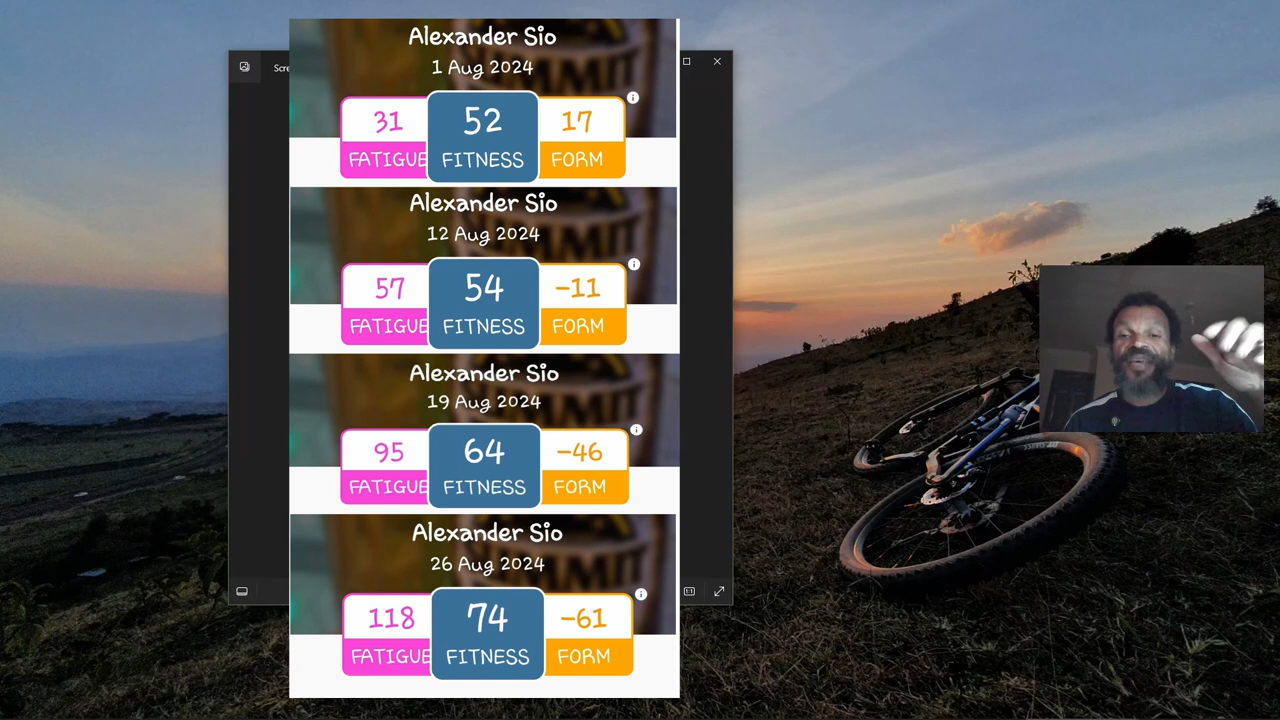 Scre
Alexander Sio
1 Aug 2024
31 52 17
FATIGUE FITNESS FORM
Alexander Sio
12 Aug 2024
57 54 -11
FATIGUE FITNESS FORM
Alexander Sio
19 Aug 2024
95 64 -46
FATIGUE FITNESS FORM
Alexander Sio
26 Aug 2024
118 74 -61
FATIGUE FITNESS FORM